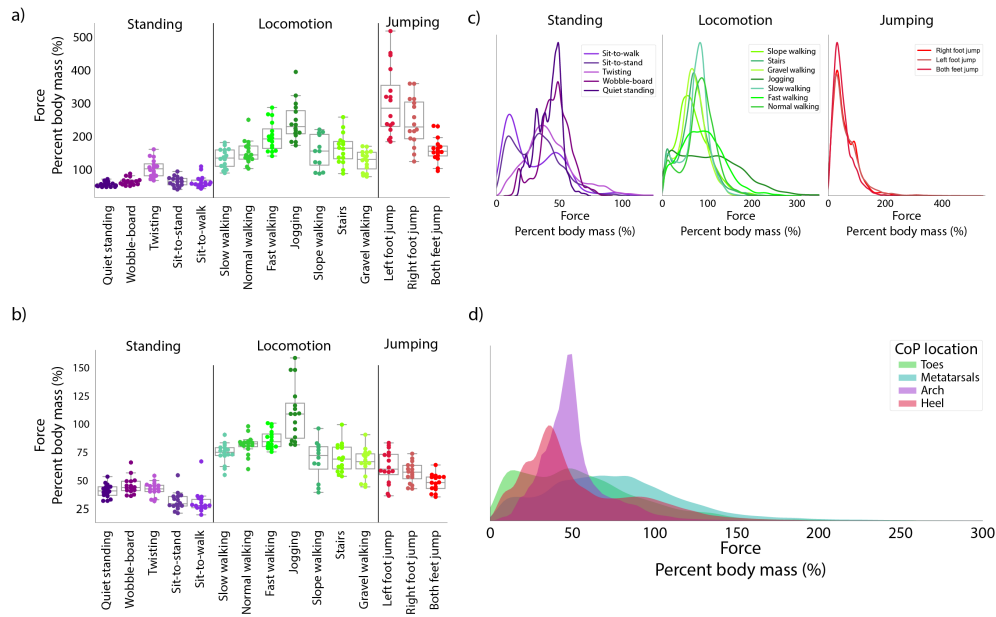 a)
Standing
Locomotion
Jumping
Force
Percent body mass (%)
500
400
300
200
100
Quiet standing
Wobble-board
Twisting
Sit-to-stand
Sit-to-walk
Slow walking
Normal walking
Fast walking
Jogging
Slope walking
Stairs
Gravel walking
Left foot jump
Right foot jump
Both feet jump
c)
Standing
Locomotion
Jumping
Sit-to-walk
Sit-to-stand
Twisting
Wobble-board
Quiet standing
0
50
100
Force
Percent body mass (%)
Slope walking
Stairs
Gravel walking
Jogging
Slow walking
Fast walking
Normal walking
0
100
200
300
Force
Percent body mass (%)
Right foot jump
Left foot jump
Both feet jump
0
200
400
Force
Percent body mass (%)
b)
Standing
Locomotion
Jumping
Force
Percent body mass (%)
150
125
100
75
50
25
Quiet standing
Wobble-board
Twisting
Sit-to-stand
Sit-to-walk
Slow walking
Normal walking
Fast walking
Jogging
Slope walking
Stairs
Gravel walking
Left foot jump
Right foot jump
Both feet jump
d)
CoP location
Toes
Metatarsals
Arch
Heel
0
50
100
150
200
250
300
Force
Percent body mass (%)